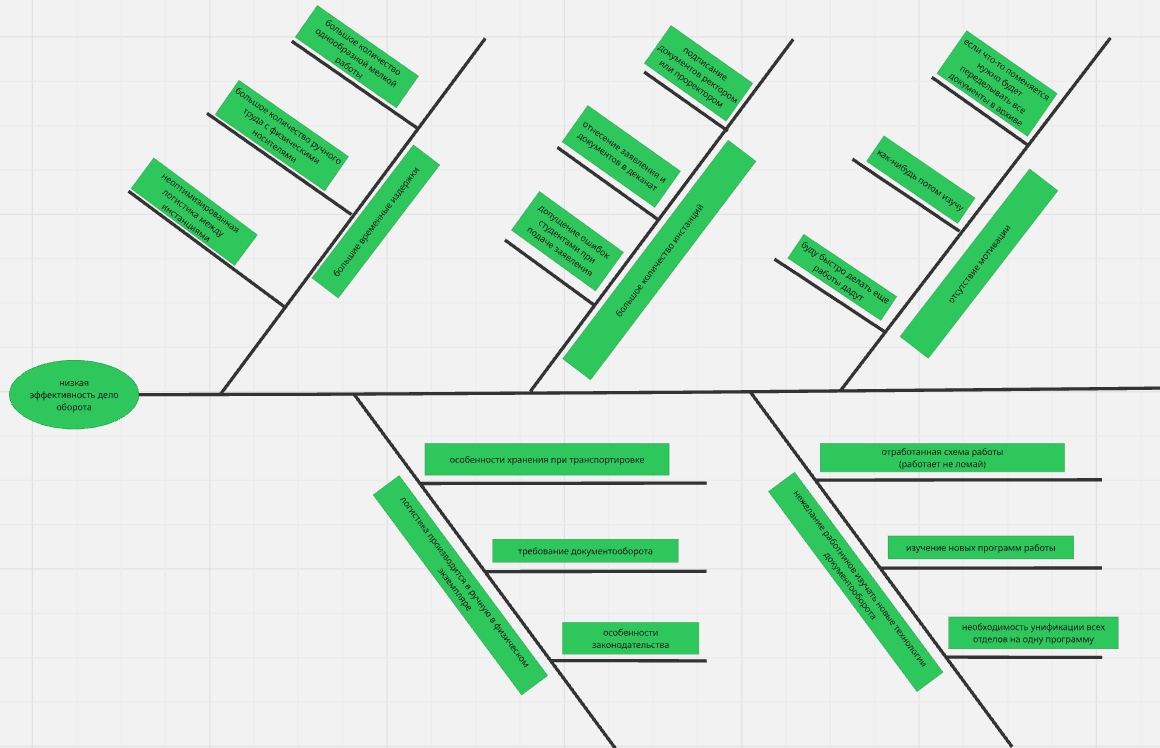 большое количество
однообразной мелкой
работы
большое количество ручного
труда с физическими
носителями
неоптимизированная
логистика между
инстанциями
большие временные издержки
подписание
документов ректором
или проректором
отнесение заявления и
документов в деканат
допущение ошибок
студентами при
подаче заявления
большое количество инстанций
если что-то поменяется
нужно будет
переделывать все
документы в архиве
как-нибудь потом изучу
буду быстро делать еще
работы дадут
отсутствие мотивации
низкая
эффективность дело
оборота
особенности хранения при транспортировке
требование документооборота
особенности
законодательства
логистика производится в ручную в физическом
экземпляре
отработанная схема работы
(работает не ломай)
изучение новых программ работы
необходимость унификации всех
отделов на одну программу
нежелание работников изучать новые технологии
документооборота